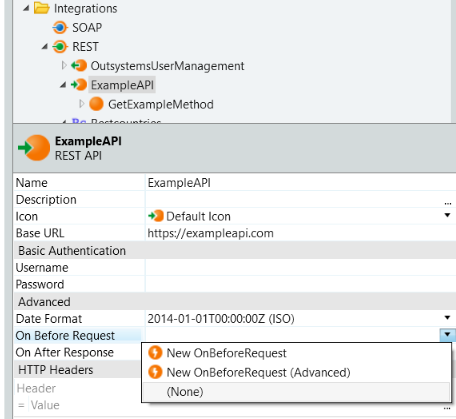 Integrations
SOAP
REST
OutsystemsUserManagement
ExampleAPI
GetExampleMethod
Restcountries
ExampleAPI
REST API
Name ExampleAPI
Description ...
Icon Default Icon
Base URL https://exampleapi.com
Basic Authentication
Username
Password
Advanced
Date Format 2014-01-01T00:00:00Z (ISO)
On Before Request
On After Response
New OnBeforeRequest
New OnBeforeRequest (Advanced)
(None)
HTTP Headers
Header
= Value ...